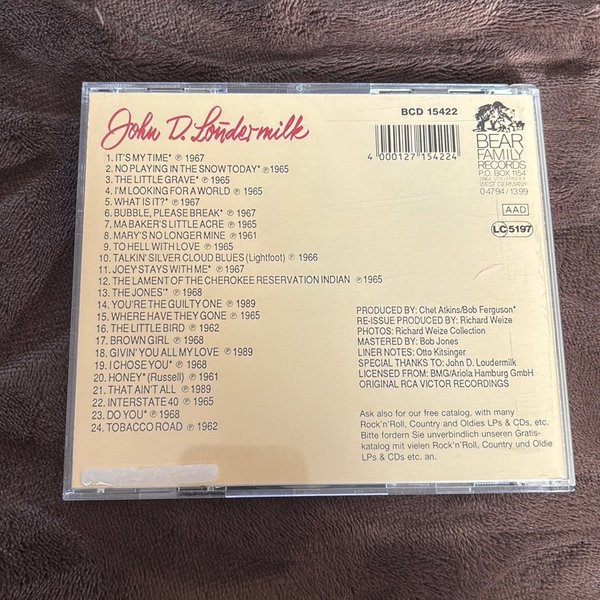 John D. Loudermilk
BCD 15422
4 000127 154224
BEAR
FAMILY
RECORDS
P.O. BOX 1154
WEST GERMANY
0 47 94 / 13 99
AAD
LC 5197
1. IT'S MY TIME* ℗ 1967
2. NO PLAYING IN THE SNOW TODAY* ℗ 1965
3. THE LITTLE GRAVE* ℗ 1965
4. I'M LOOKING FOR A WORLD ℗ 1965
5. WHAT IS IT?* ℗ 1967
6. BUBBLE, PLEASE BREAK* ℗ 1967
7. MA BAKER'S LITTLE ACRE ℗ 1965
8. MARY'S NO LONGER MINE ℗ 1961
9. TO HELL WITH LOVE ℗ 1965
10. TALKIN' SILVER CLOUD BLUES (Lightfoot) ℗ 1966
11. JOEY STAYS WITH ME* ℗ 1967
12. THE LAMENT OF THE CHEROKEE RESERVATION INDIAN ℗ 1965
13. THE JONES'* ℗ 1968
14. YOU'RE THE GUILTY ONE ℗ 1989
15. WHERE HAVE THEY GONE ℗ 1965
16. THE LITTLE BIRD ℗ 1962
17. BROWN GIRL ℗ 1968
18. GIVIN' YOU ALL MY LOVE ℗ 1989
19. I CHOSE YOU* ℗ 1968
20. HONEY* (Russell) ℗ 1961
21. THAT AIN'T ALL ℗ 1989
22. INTERSTATE 40 ℗ 1965
23. DO YOU* ℗ 1968
24. TOBACCO ROAD ℗ 1962
PRODUCED BY: Chet Atkins/Bob Ferguson*
RE-ISSUE PRODUCED BY: Richard Weize
PHOTOS: Richard Weize Collection
MASTERED BY: Bob Jones
LINER NOTES: Otto Kitsinger
SPECIAL THANKS TO: John D. Loudermilk
LICENSED FROM: BMG/Ariola Hamburg GmbH
ORIGINAL RCA VICTOR RECORDINGS
Ask also for our free catalog, with many
Rock'n'Roll, Country and Oldies LPs & CDs, etc.
Bitte fordern Sie unverbindlich unseren Gratis-
katalog mit vielen Rock'n'Roll, Country und Oldie
LPs & CDs etc. an.